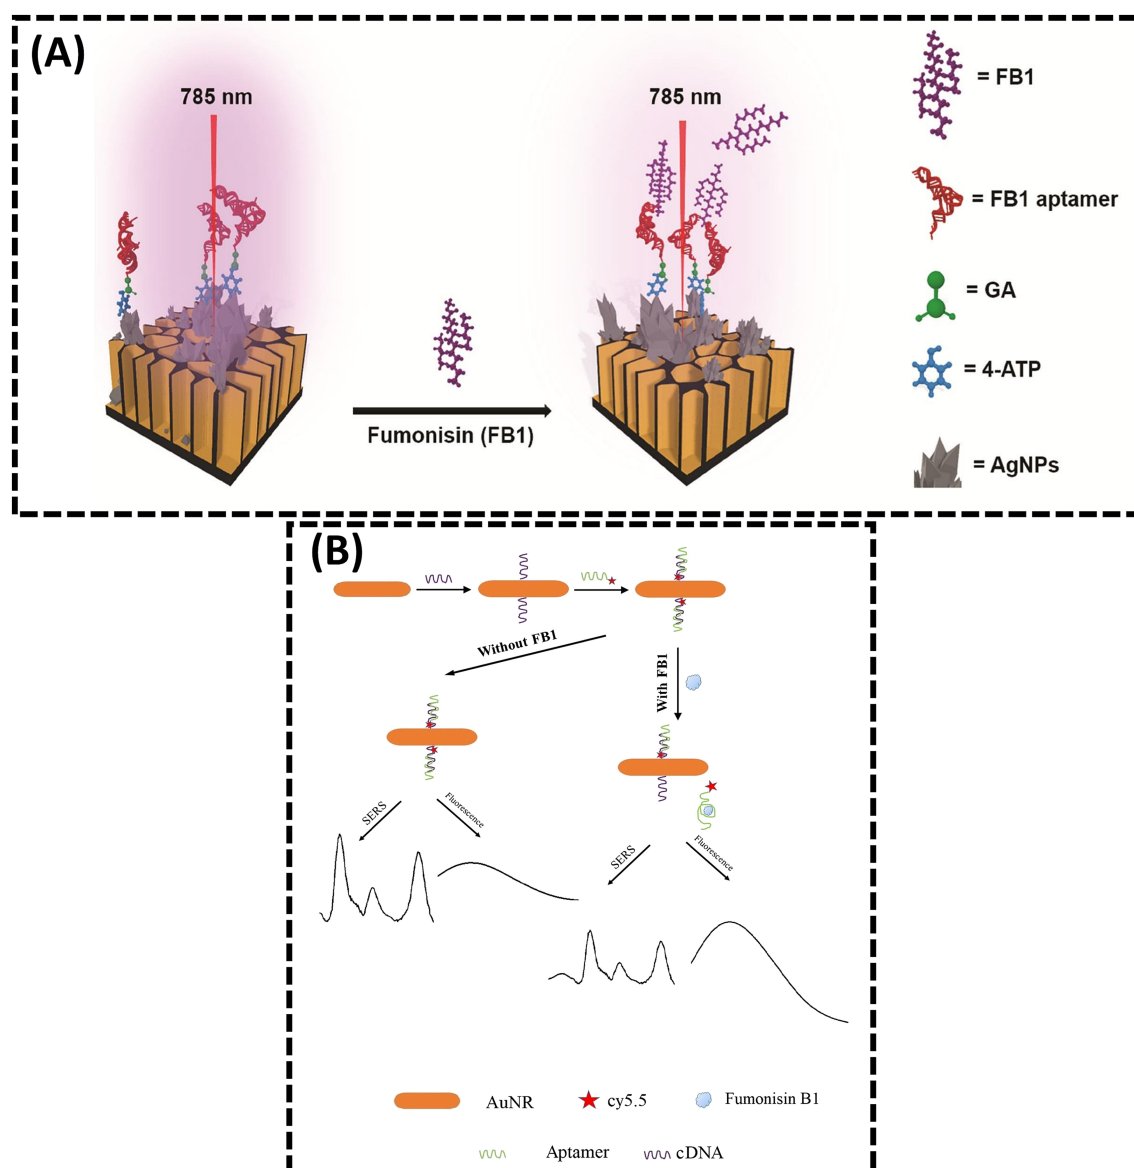 (A)
785 nm
785 nm
Fumonisin (FB1)
= FB1
= FB1 aptamer
= GA
= 4-ATP
= AgNPs
(B)
Without FB1
With FB1
SERS
Fluorescence
SERS
Fluorescence
AuNR
cy5.5
Fumonisin B1
Aptamer
cDNA